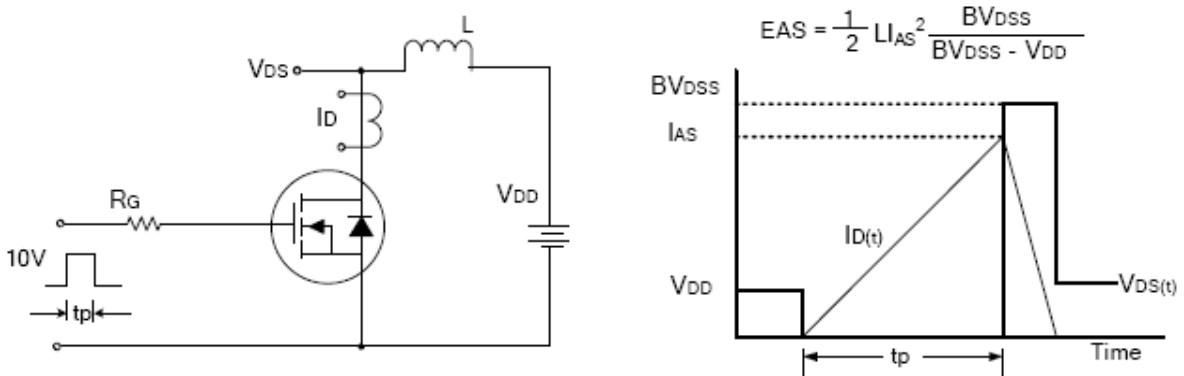 L
VDS
ID
VDD
RG
10V
tp
EAS = 1/2 LIAS² BVDSS / BVDSS - VDD
BVDSS
IAS
ID(t)
VDD
VDS(t)
tp
Time